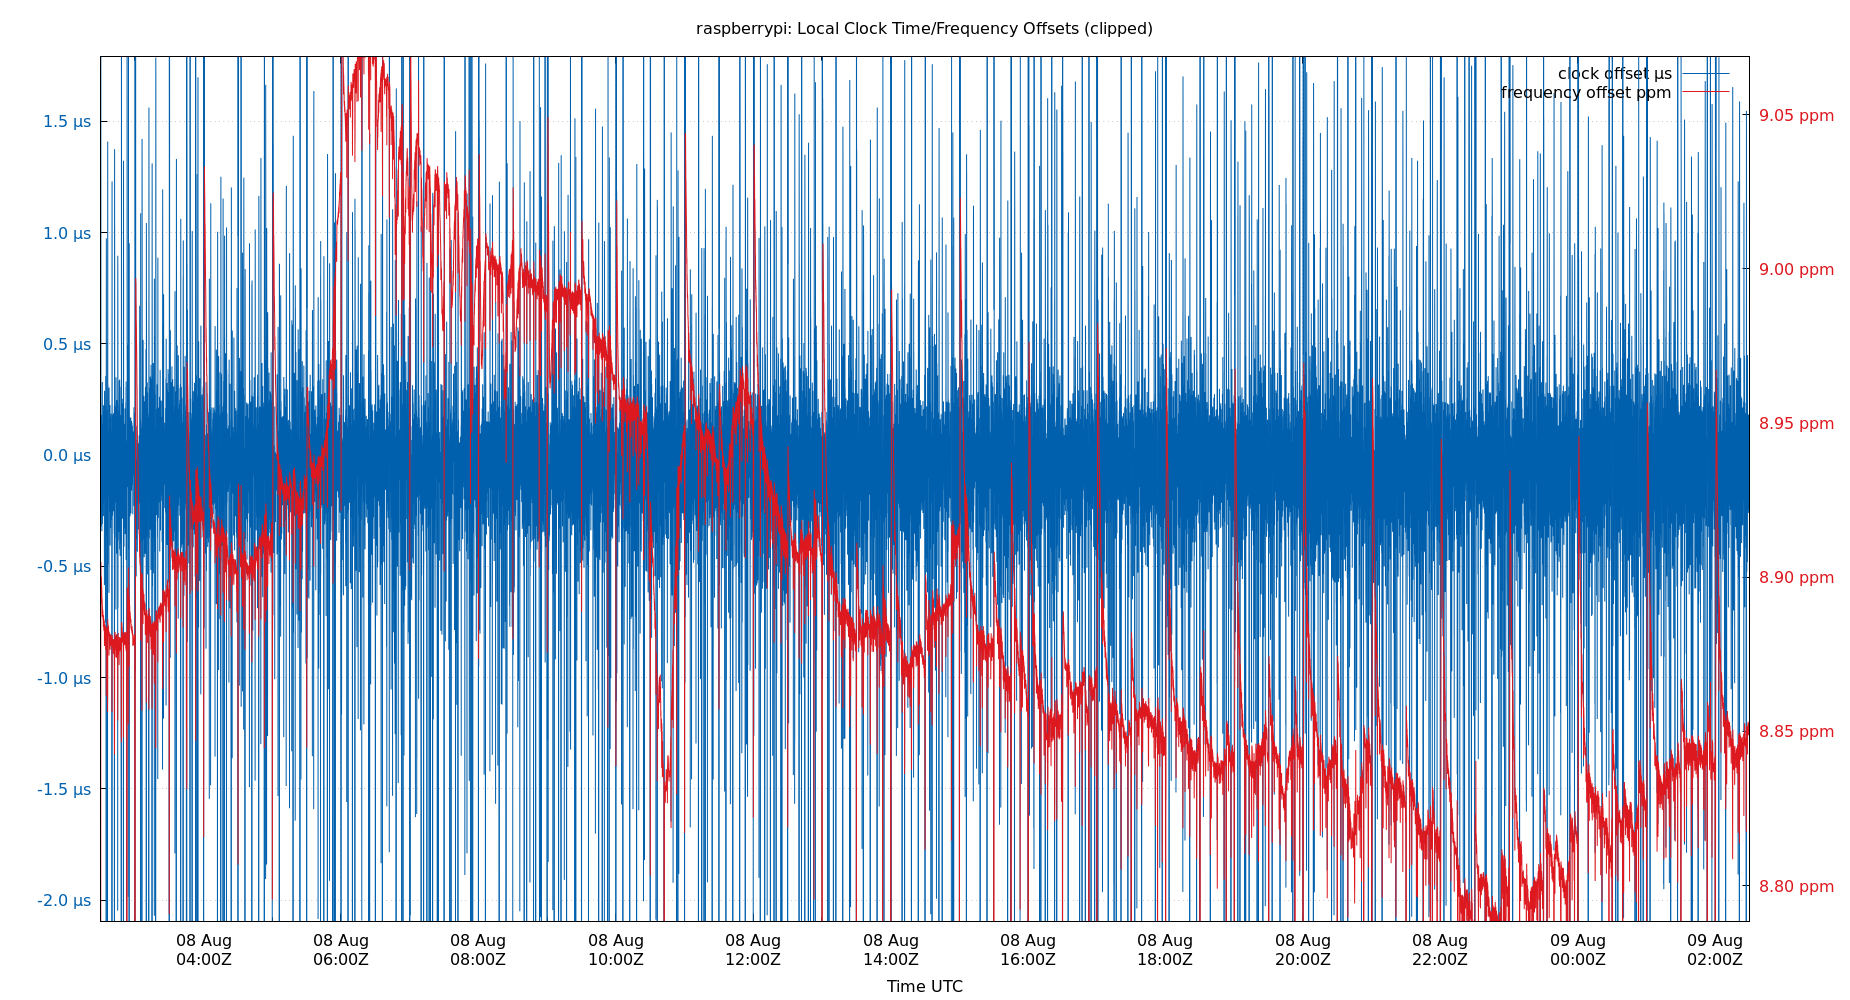 raspberrypi: Local Clock Time/Frequency Offsets (clipped)
clock offset µs
frequency offset ppm
1.5 µs
1.0 µs
0.5 µs
0.0 µs
-0.5 µs
-1.0 µs
-1.5 µs
-2.0 µs
9.05 ppm
9.00 ppm
8.95 ppm
8.90 ppm
8.85 ppm
8.80 ppm
08 Aug
04:00Z
08 Aug
06:00Z
08 Aug
08:00Z
08 Aug
10:00Z
08 Aug
12:00Z
08 Aug
14:00Z
08 Aug
16:00Z
08 Aug
18:00Z
08 Aug
20:00Z
08 Aug
22:00Z
09 Aug
00:00Z
09 Aug
02:00Z
Time UTC